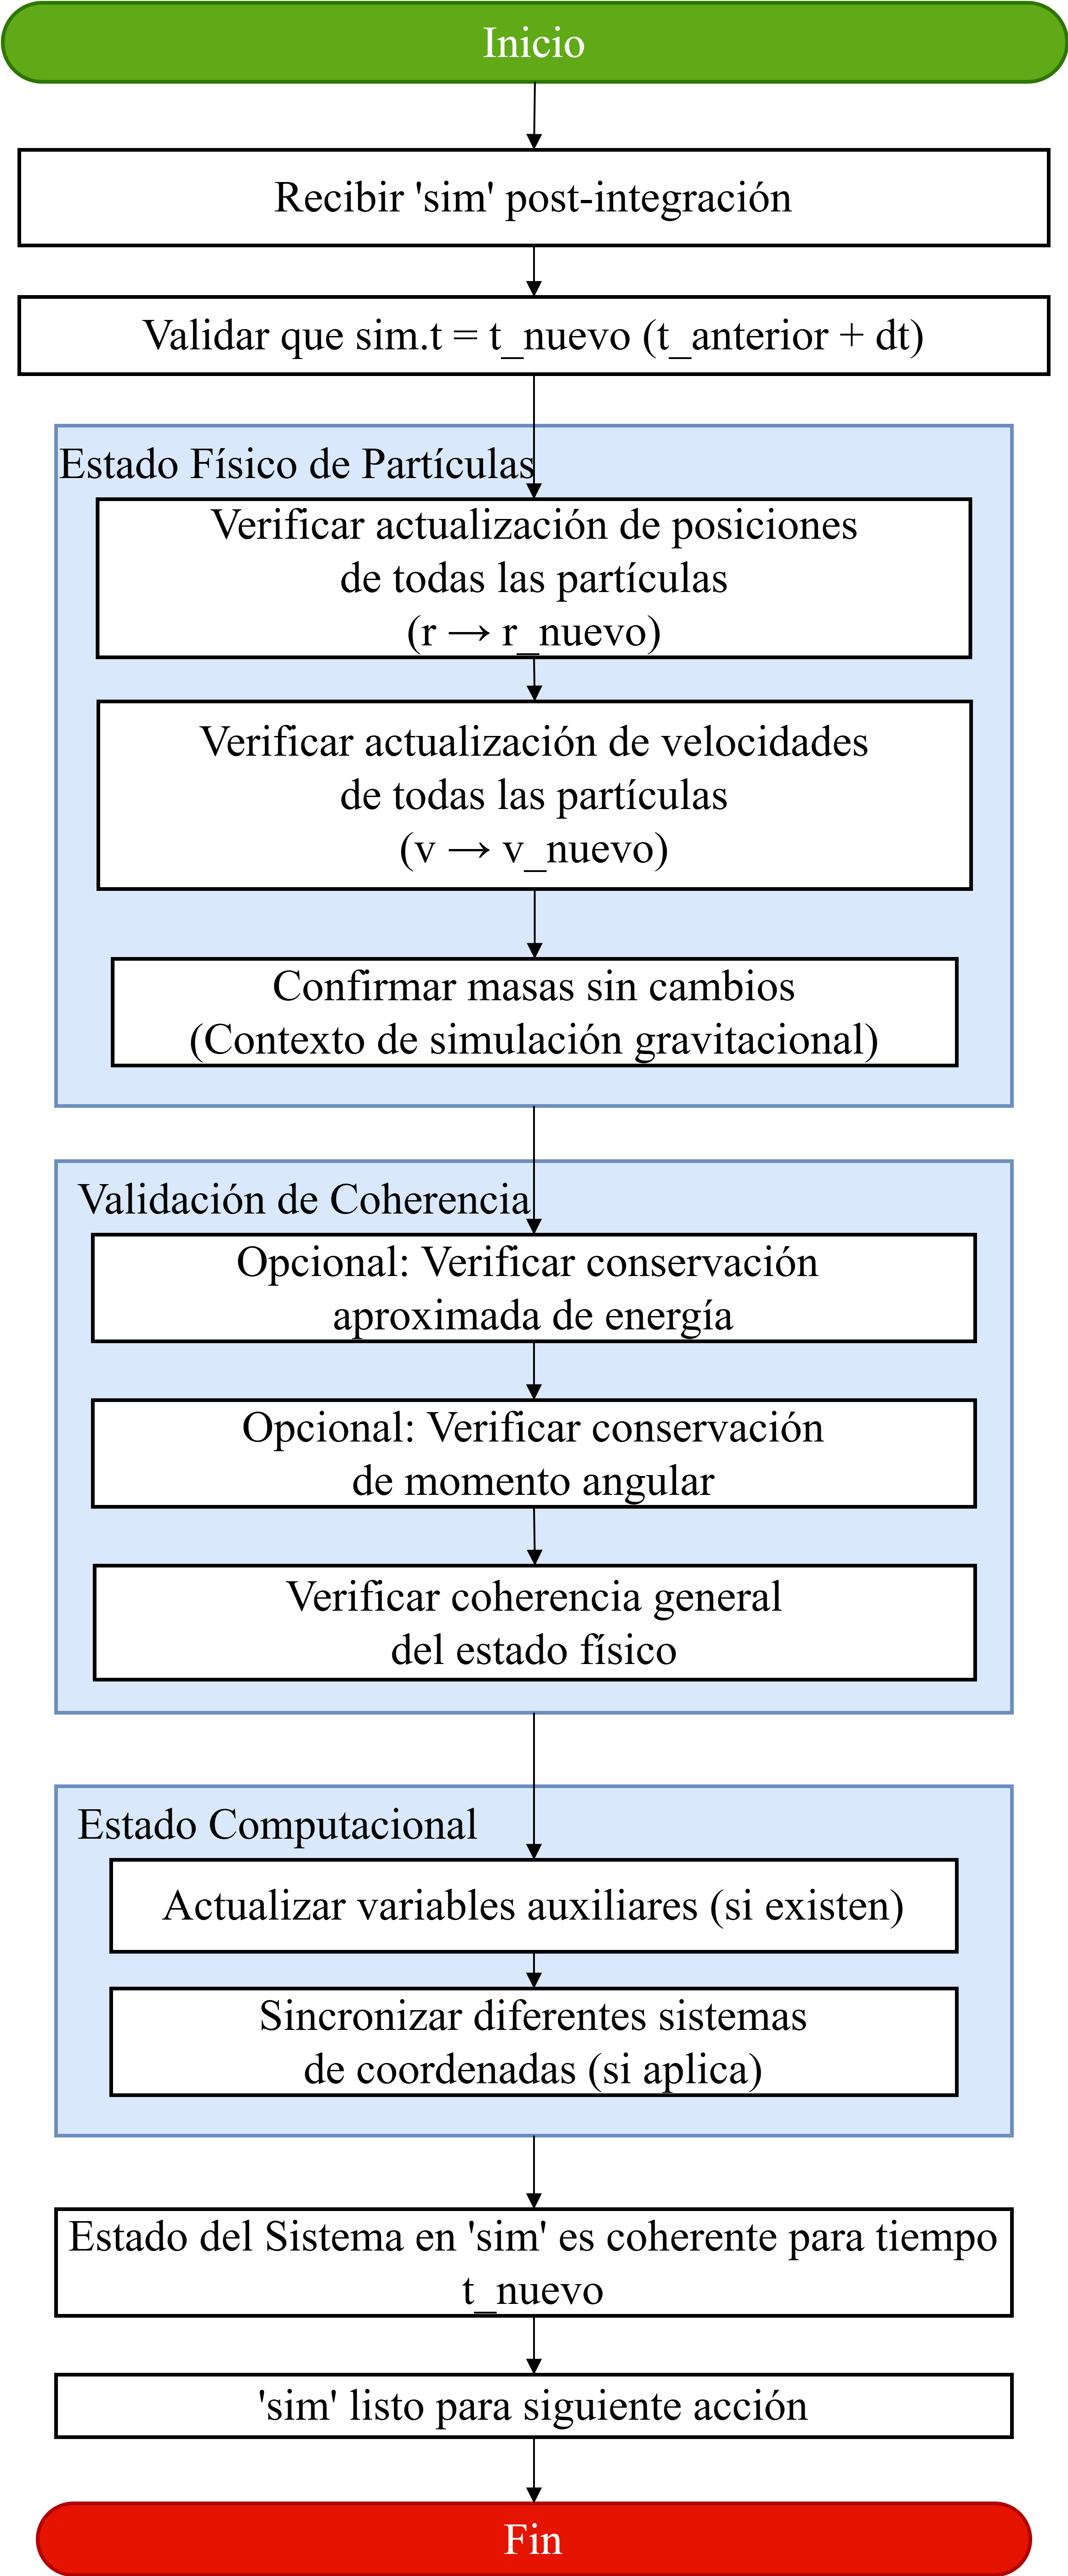 Inicio
Recibir 'sim' post-integración
Validar que sim.t = t_nuevo (t_anterior + dt)
Estado Físico de Partículas
Verificar actualización de posiciones
de todas las partículas
(r → r_nuevo)
Verificar actualización de velocidades
de todas las partículas
(v → v_nuevo)
Confirmar masas sin cambios
(Contexto de simulación gravitacional)
Validación de Coherencia
Opcional: Verificar conservación
aproximada de energía
Opcional: Verificar conservación
de momento angular
Verificar coherencia general
del estado físico
Estado Computacional
Actualizar variables auxiliares (si existen)
Sincronizar diferentes sistemas
de coordenadas (si aplica)
Estado del Sistema en 'sim' es coherente para tiempo
t_nuevo
'sim' listo para siguiente acción
Fin